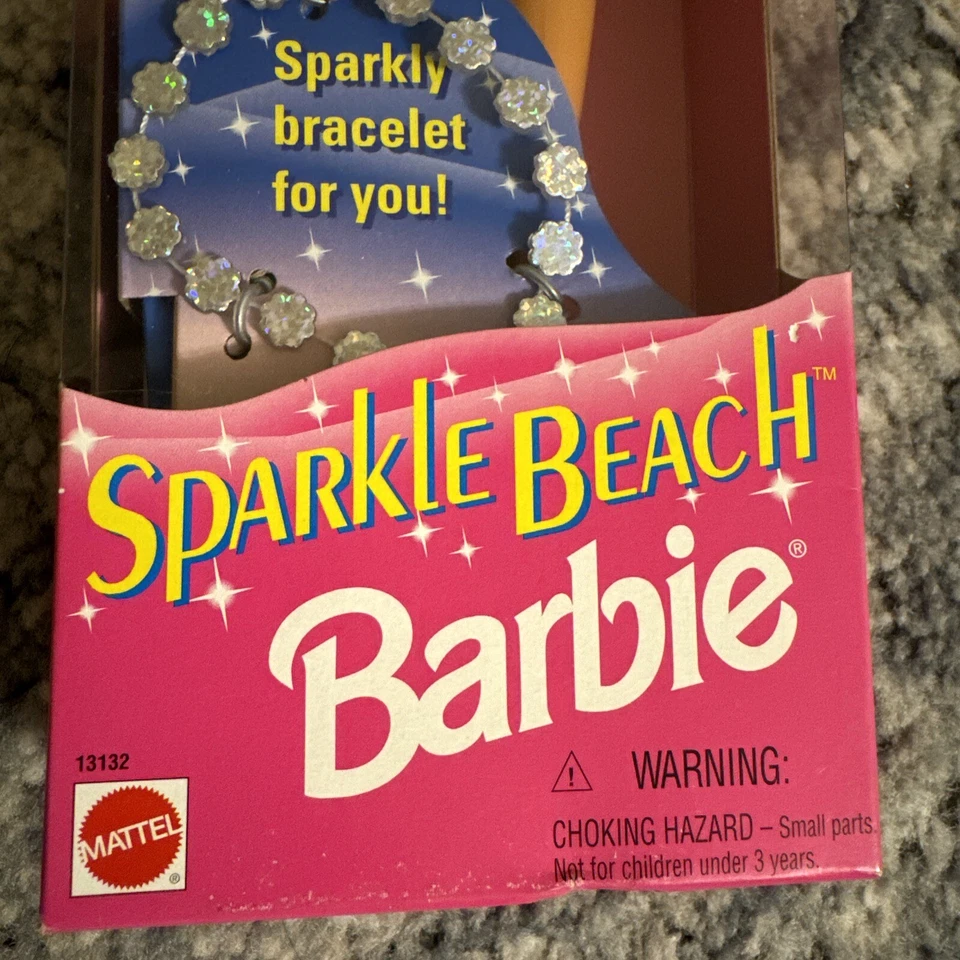 Sparkly
bracelet
for you!
SPARKLE BEACH™
Barbie®
13132
MATTEL®
WARNING:
CHOKING HAZARD – Small parts.
Not for children under 3 years.